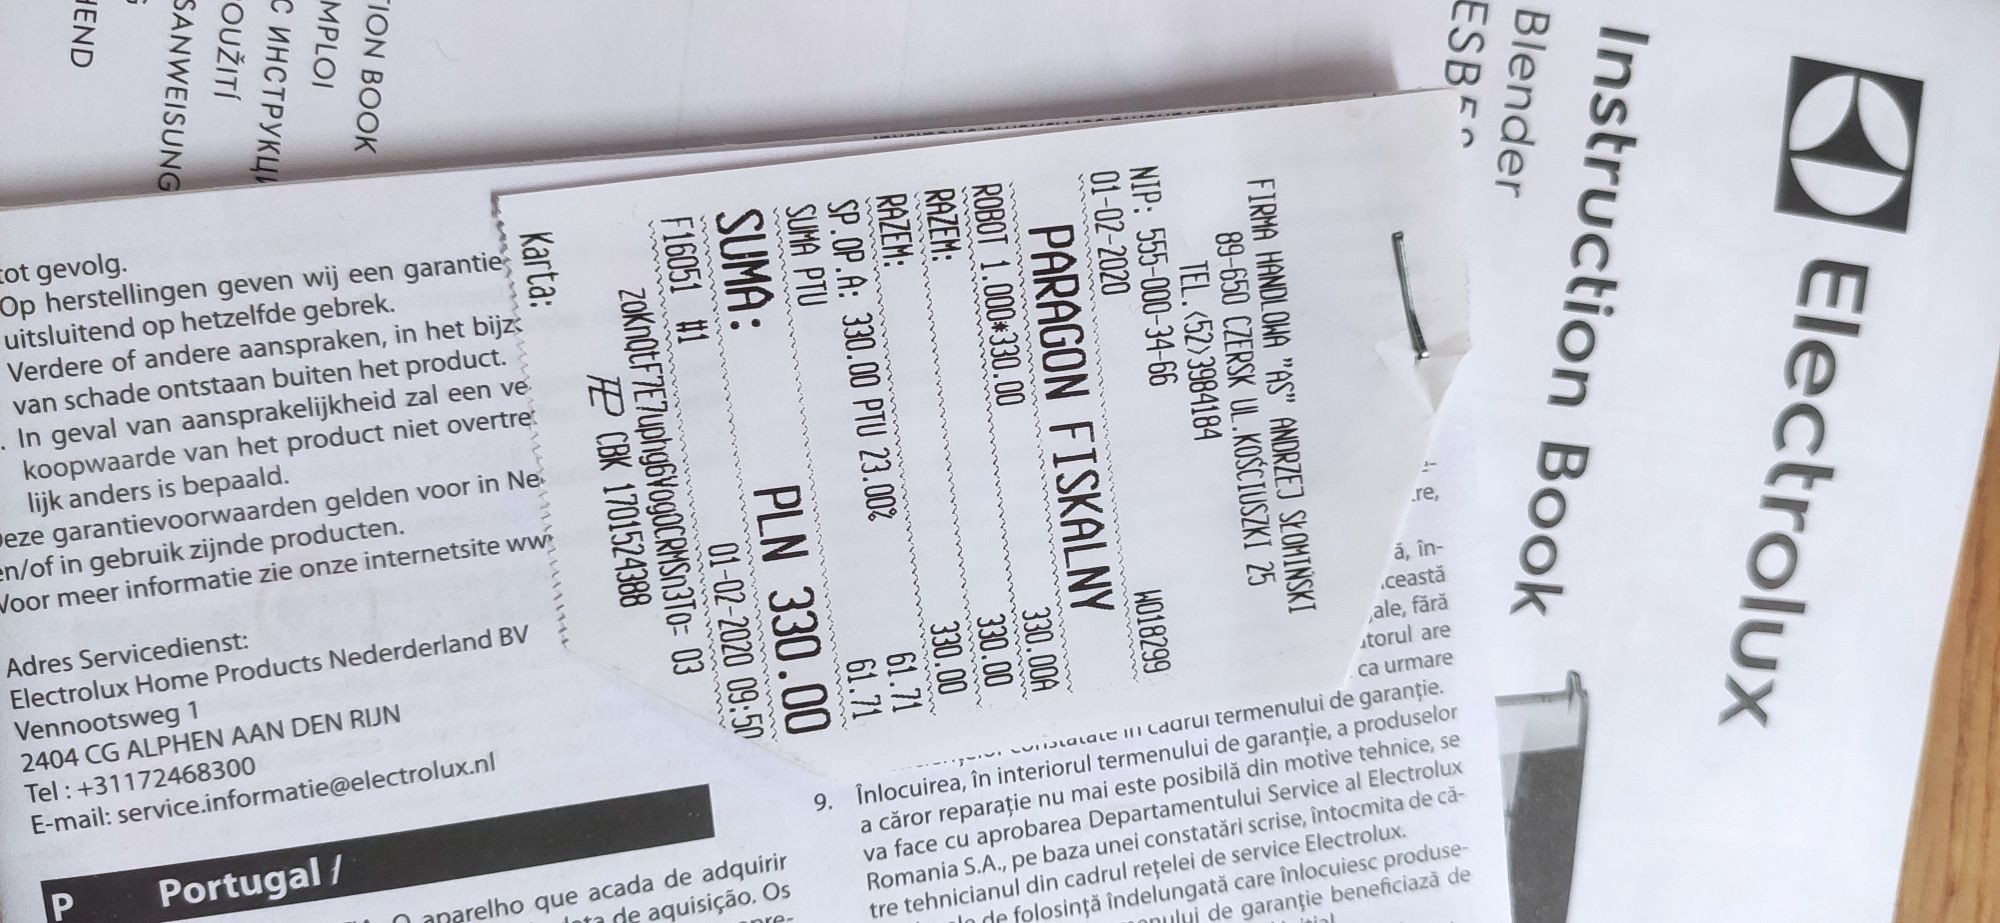 Electrolux
Instruction Book
Blender
ION BOOK
MPLOI
OUŽITÍ
SANWEISUNG
HEND
FIRMA HANDLOWA "AS" ANDRZEJ SŁOMIŃSKI
89-650 CZERSK UL.KOŚCIUSZKI 25
TEL.<52>3984184
NIP: 555-000-34-66
01-02-2020 W018299
PARAGON FISKALNY
ROBOT 1.000*330.00 330.00A
RAZEM: 330.00
RAZEM: 330.00
SP.OP.A: 330.00 PTU 23.00% 61.71
SUMA PTU 61.71
SUMA: PLN 330.00
F16051 #1 01-02-2020 09:50
CBK 1701524388
Karta:
tot gevolg.
Op herstellingen geven wij een garantie
uitsluitend op hetzelfde gebrek.
Verdere of andere aanspraken, in het bijz
van schade ontstaan buiten het product.
. In geval van aansprakelijkheid zal een ve
koopwaarde van het product niet overtre
lijk anders is bepaald.
eze garantievoorwaarden gelden voor in Ne
en/of in gebruik zijnde producten.
Voor meer informatie zie onze internetsite ww
Adres Servicedienst:
Electrolux Home Products Nederderland BV
Vennootsweg 1
2404 CG ALPHEN AAN DEN RIJN
Tel : +31172468300
E-mail: service.informatie@electrolux.nl
P Portugal /
aparelho que acada de adquirir
de aquisição. Os
re,
ă, în-
ceastă
ale, fără
torul are
ca urmare
constatate în cadrul termenului de garanţie.
9. Înlocuirea, în interiorul termenului de garanţie, a produselor
a căror reparaţie nu mai este posibilă din motive tehnice, se
va face cu aprobarea Departamentului Service al Electrolux
Romania S.A., pe baza unei constatări scrise, întocmita de că-
tre tehnicianul din cadrul reţelei de service Electrolux.
de folosinţă îndelungată care înlocuiesc produse-
nului de garanţie beneficiază de